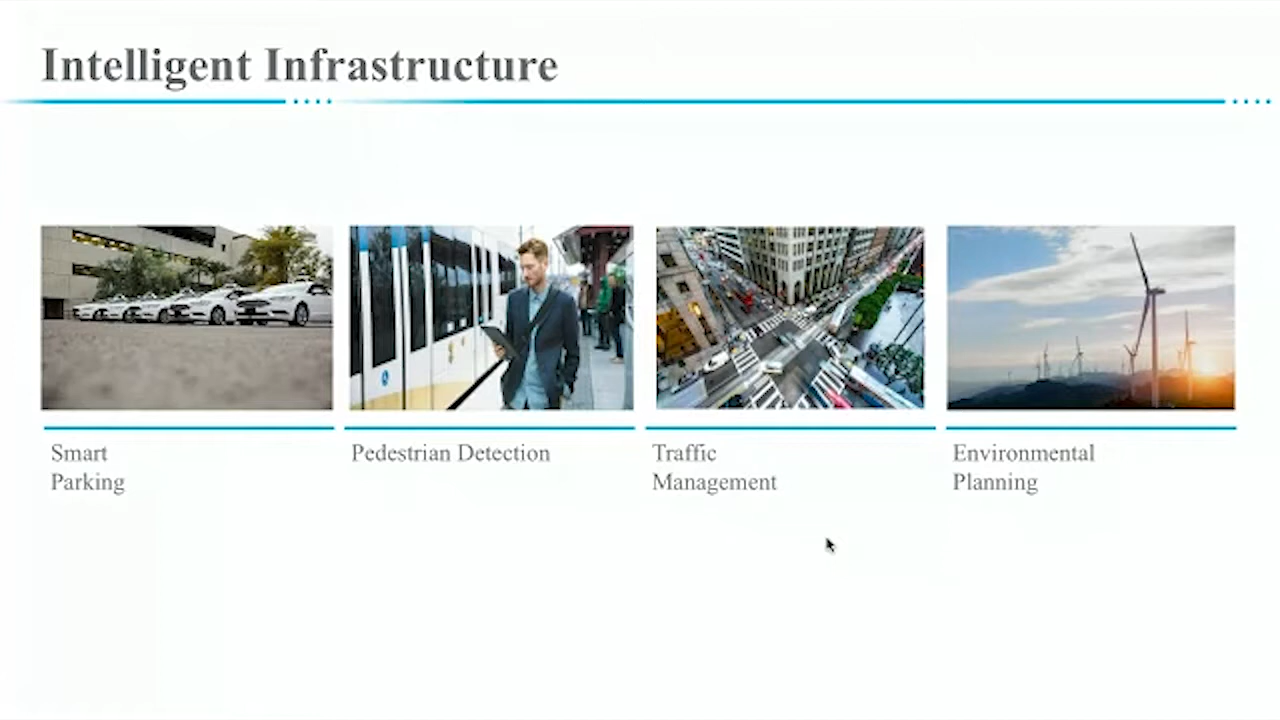 Intelligent Infrastructure
Smart
Parking
Pedestrian Detection
Traffic
Management
Environmental
Planning